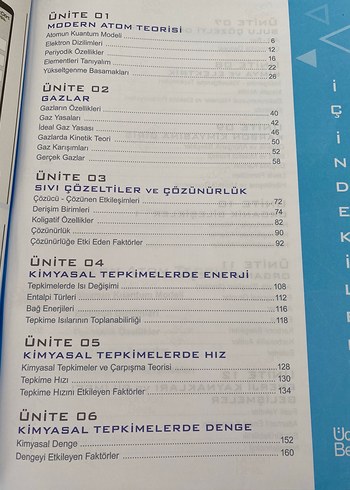 ÜNİTE 01
MODERN ATOM TEORİSİ
Atomun Kuantum Modeli 6
Elektron Dizilimleri 12
Periyodik Özellikler 16
Elementleri Tanıyalım 22
Yükseltgenme Basamakları 26
ÜNİTE 02
GAZLAR
Gazların Özellikleri 40
Gaz Yasaları 42
İdeal Gaz Yasası 46
Gazlarda Kinetik Teori 50
Gaz Karışımları 52
Gerçek Gazlar 58
ÜNİTE 03
SIVI ÇÖZELTİLER VE ÇÖZÜNÜRLÜK
Çözücü - Çözünen Etkileşimleri 72
Derişim Birimleri 74
Koligatif Özellikler 82
Çözünürlük 90
Çözünürlüğe Etki Eden Faktörler 92
ÜNİTE 04
KİMYASAL TEPKİMELERDE ENERJİ
Tepkimelerde Isı Değişimi 108
Entalpi Türleri 112
Bağ Enerjileri 116
Tepkime Isılarının Toplanabilirliği 118
ÜNİTE 05
KİMYASAL TEPKİMELERDE HIZ
Kimyasal Tepkimeler ve Çarpışma Teorisi 128
Tepkime Hızı 130
Tepkime Hızını Etkileyen Faktörler 134
ÜNİTE 06
KİMYASAL TEPKİMELERDE DENGE
Kimyasal Denge 152
Dengeyi Etkileyen Faktörler 160
İ
Ç
İ
N
D
E
K
İ
L
E